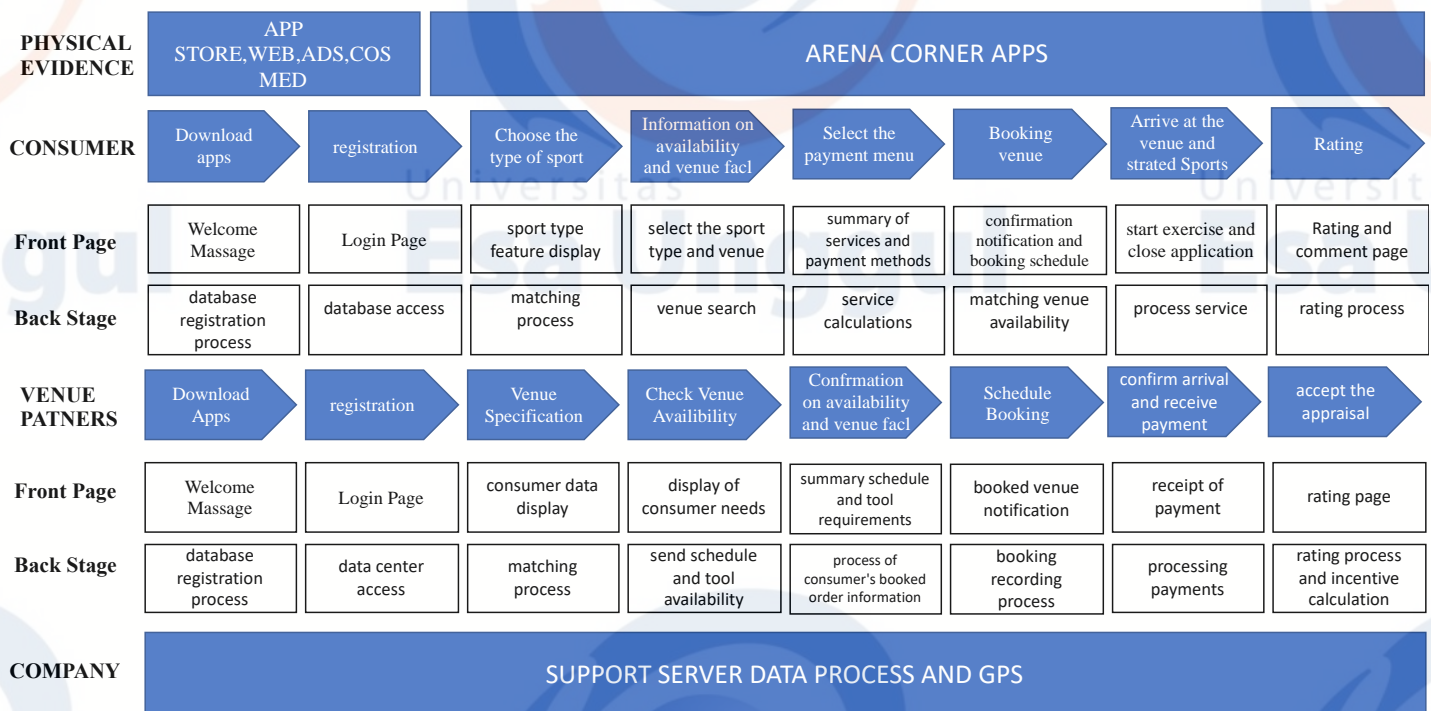 PHYSICAL
EVIDENCE
APP
STORE,WEB,ADS,COS
MED
ARENA CORNER APPS
CONSUMER
Download
apps
registration
Choose the
type of sport
Information on
availability
and venue facl
Select the
payment menu
Booking
venue
Arrive at the
venue and
strated Sports
Rating
Universitas
Esa Unggul
Universit
Esa U
ggul
Front Page
Welcome
Massage
Login Page
sport type
feature display
select the sport
type and venue
summary of
services and
payment methods
confirmation
notification and
booking schedule
start exercise and
close application
Rating and
comment page
Back Stage
database
registration
process
database access
matching
process
venue search
service
calculations
matching venue
availability
process service
rating process
VENUE
PATNERS
Download
Apps
registration
Venue
Specification
Check Venue
Availibility
Confrmation
on availability
and venue facl
Schedule
Booking
confirm arrival
and receive
payment
accept the
appraisal
Front Page
Welcome
Massage
Login Page
consumer data
display
display of
consumer needs
summary schedule
and tool
requirements
booked venue
notification
receipt of
payment
rating page
Back Stage
database
registration
process
data center
access
matching
process
send schedule
and tool
availability
process of
consumer's booked
order information
booking
recording
process
processing
payments
rating process
and incentive
calculation
COMPANY
SUPPORT SERVER DATA PROCESS AND GPS